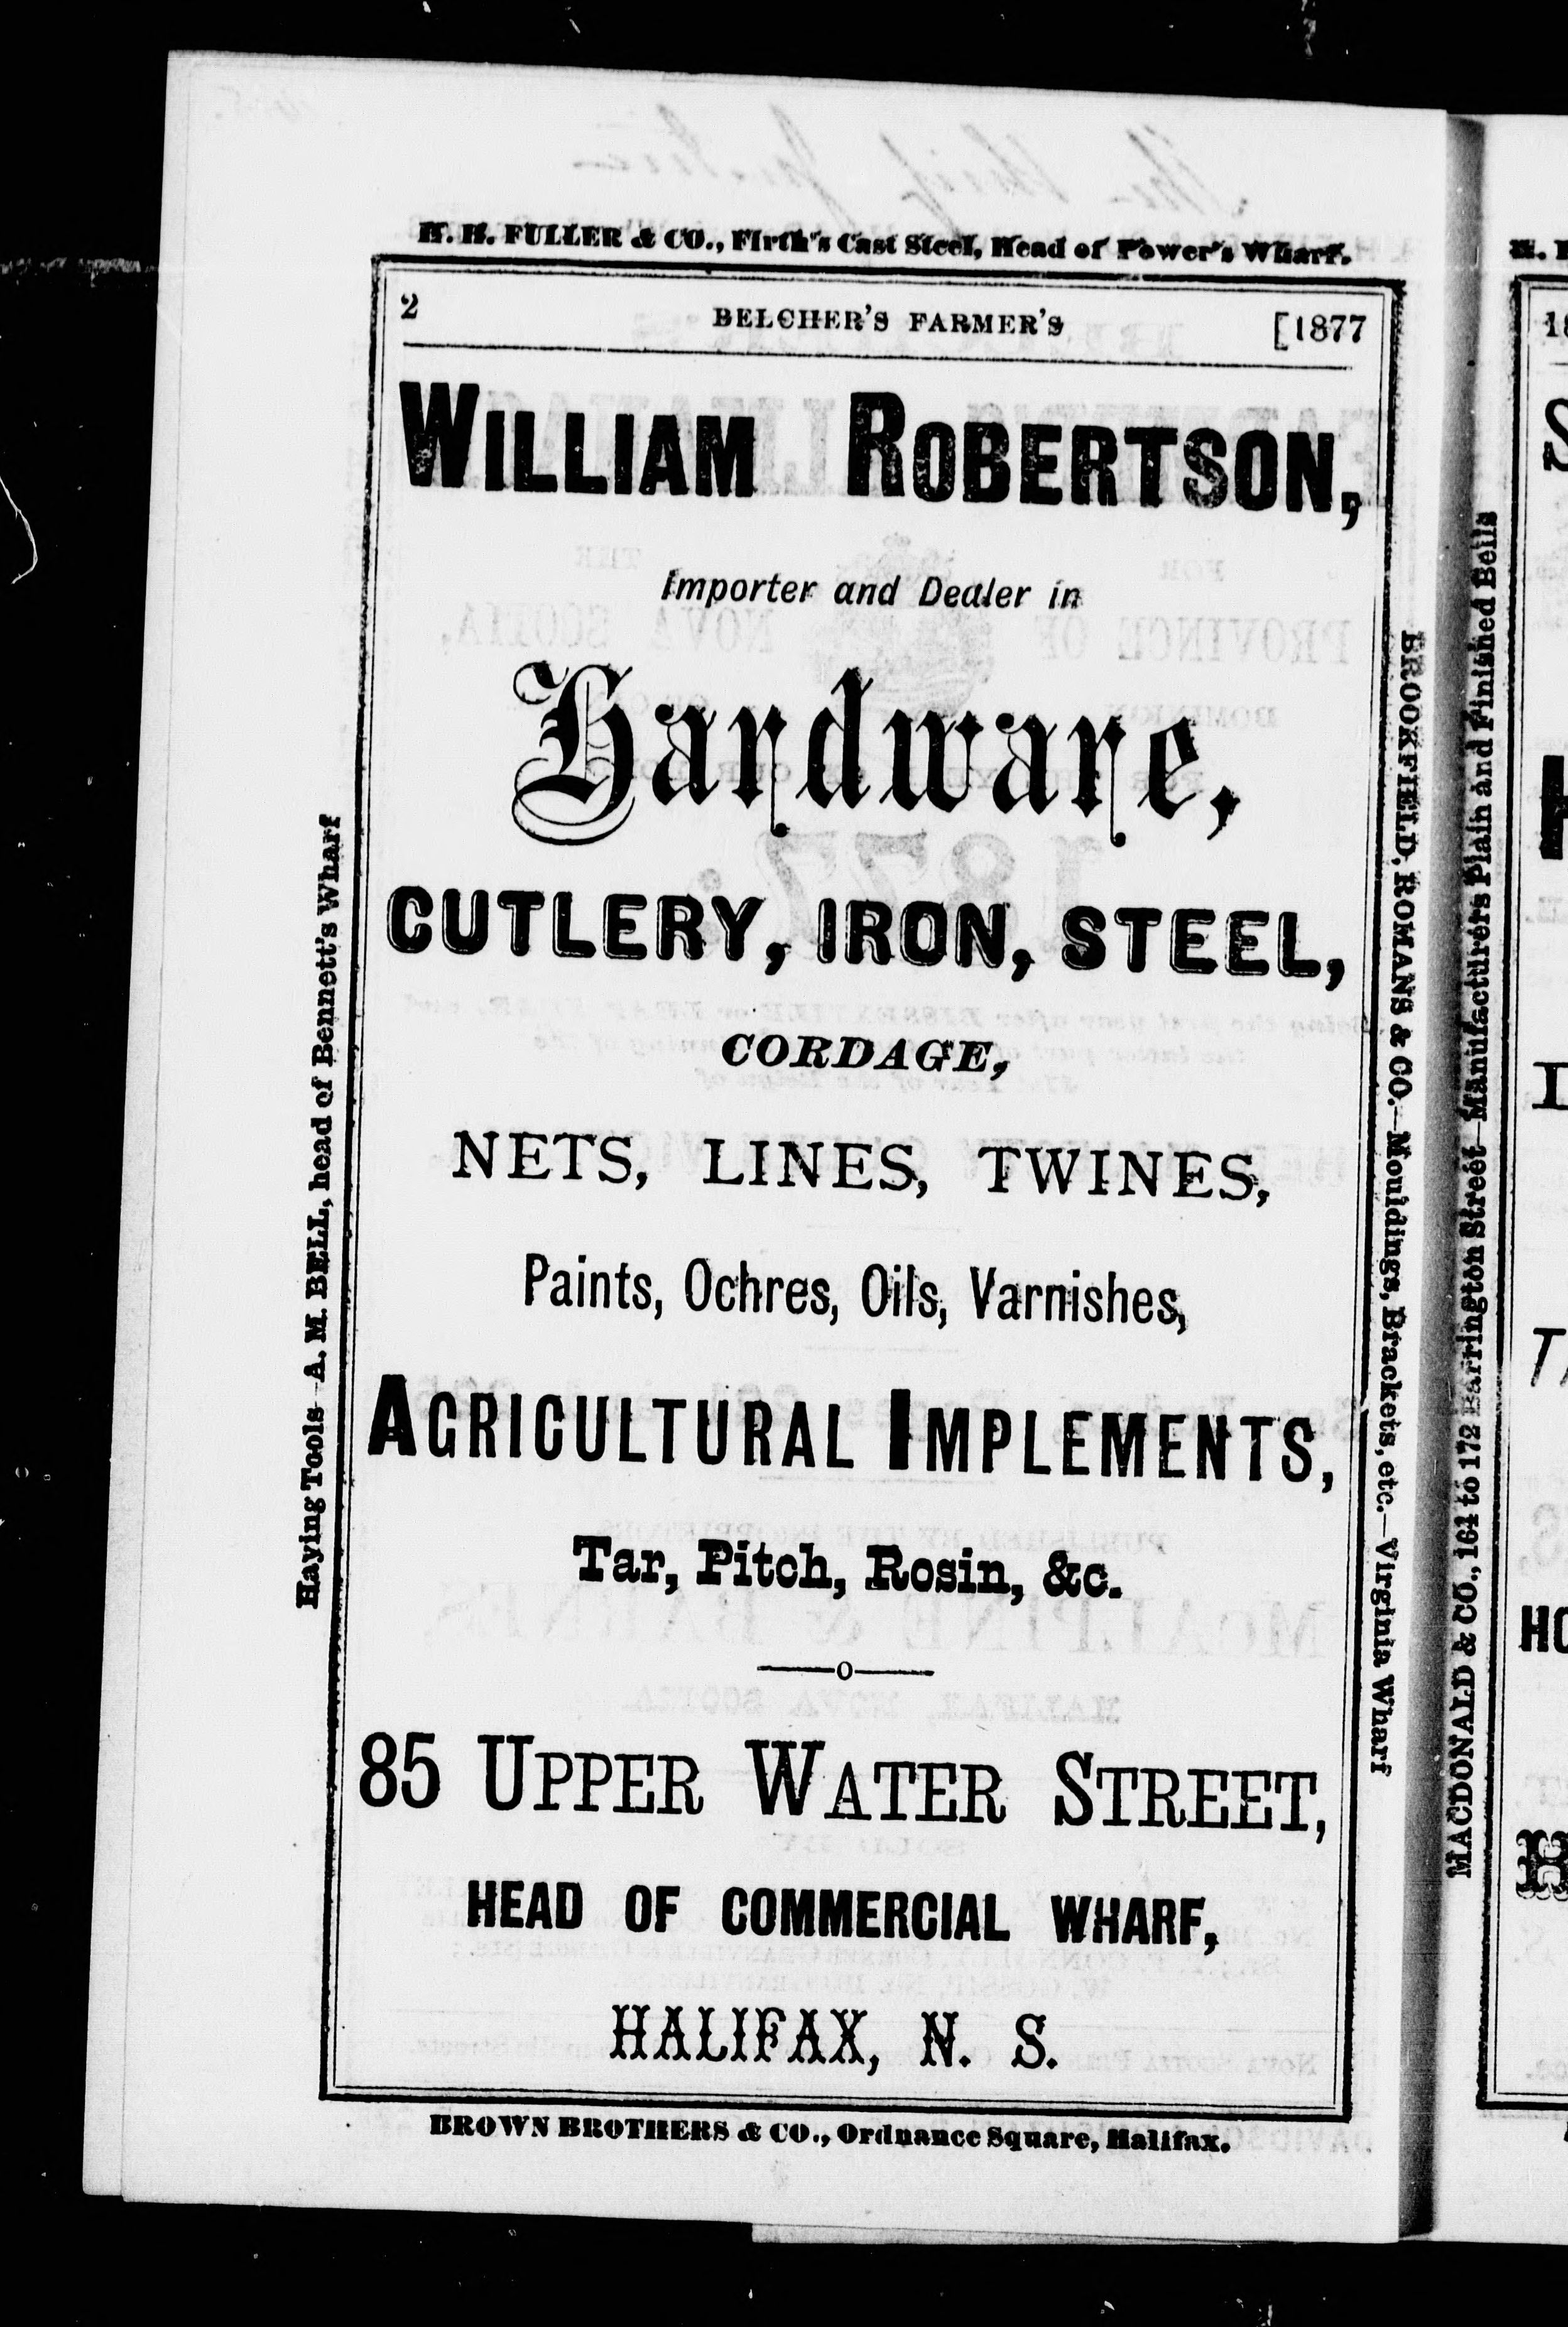 H. H. FULLER & CO., Firth's Cast Steel, Head of Power's Wharf.
2 BELCHER'S FARMER'S [1877
WILLIAM ROBERTSON,
Importer and Dealer in
Hardware,
CUTLERY, IRON, STEEL,
CORDAGE,
NETS, LINES, TWINES,
Paints, Ochres, Oils, Varnishes,
AGRICULTURAL IMPLEMENTS,
Tar, Pitch, Rosin, &c.
—o—
85 UPPER WATER STREET,
HEAD OF COMMERCIAL WHARF,
HALIFAX, N. S.
BROWN BROTHERS & CO., Ordnance Square, Halifax.
Haying Tools—A. M. BELL, head of Bennett's Wharf
BROOKFIELD, ROMANS & CO.—Mouldings, Brackets, etc.—Virginia Wharf
MACDONALD & CO., 164 to 172 Barrington Street—Manufacturers Plain and Finished Bells